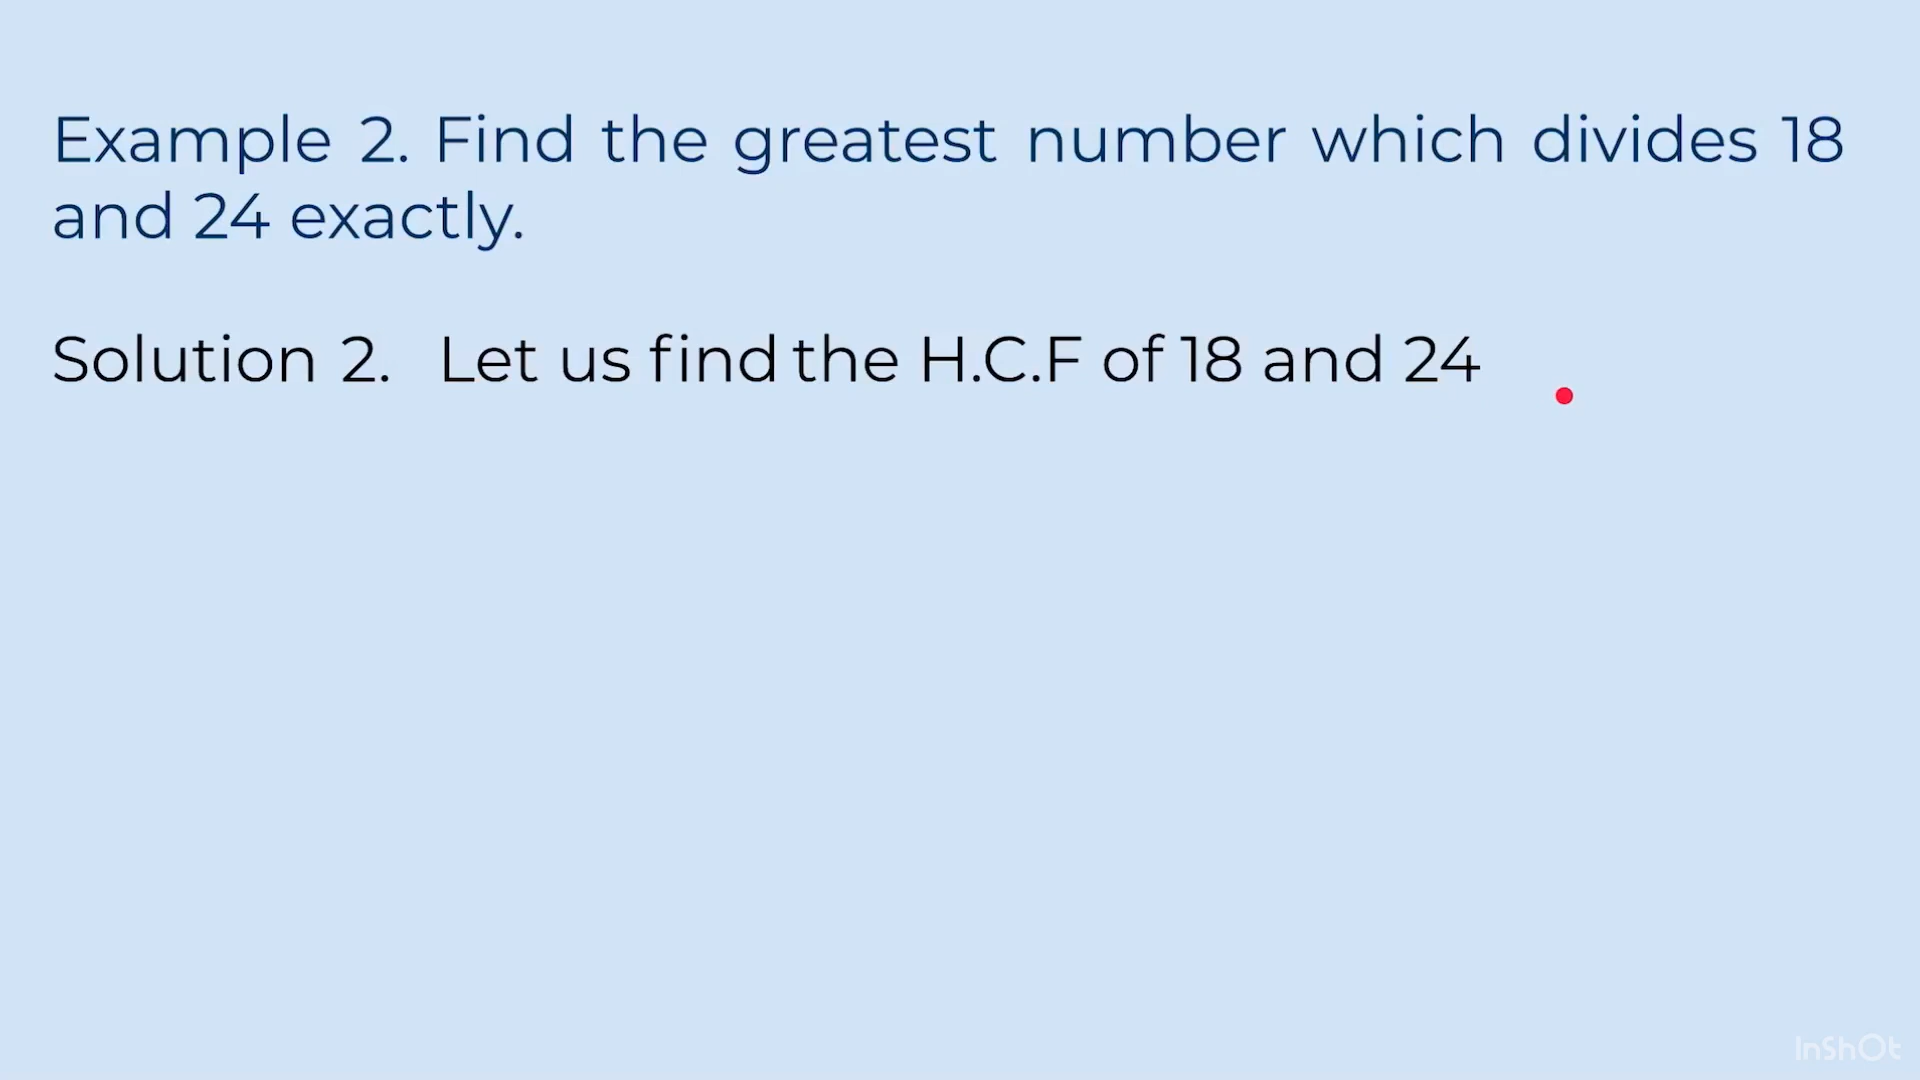 Example 2. Find the greatest number which divides 18
and 24 exactly.
Solution 2. Let us find the H.C.F of 18 and 24
InShOt